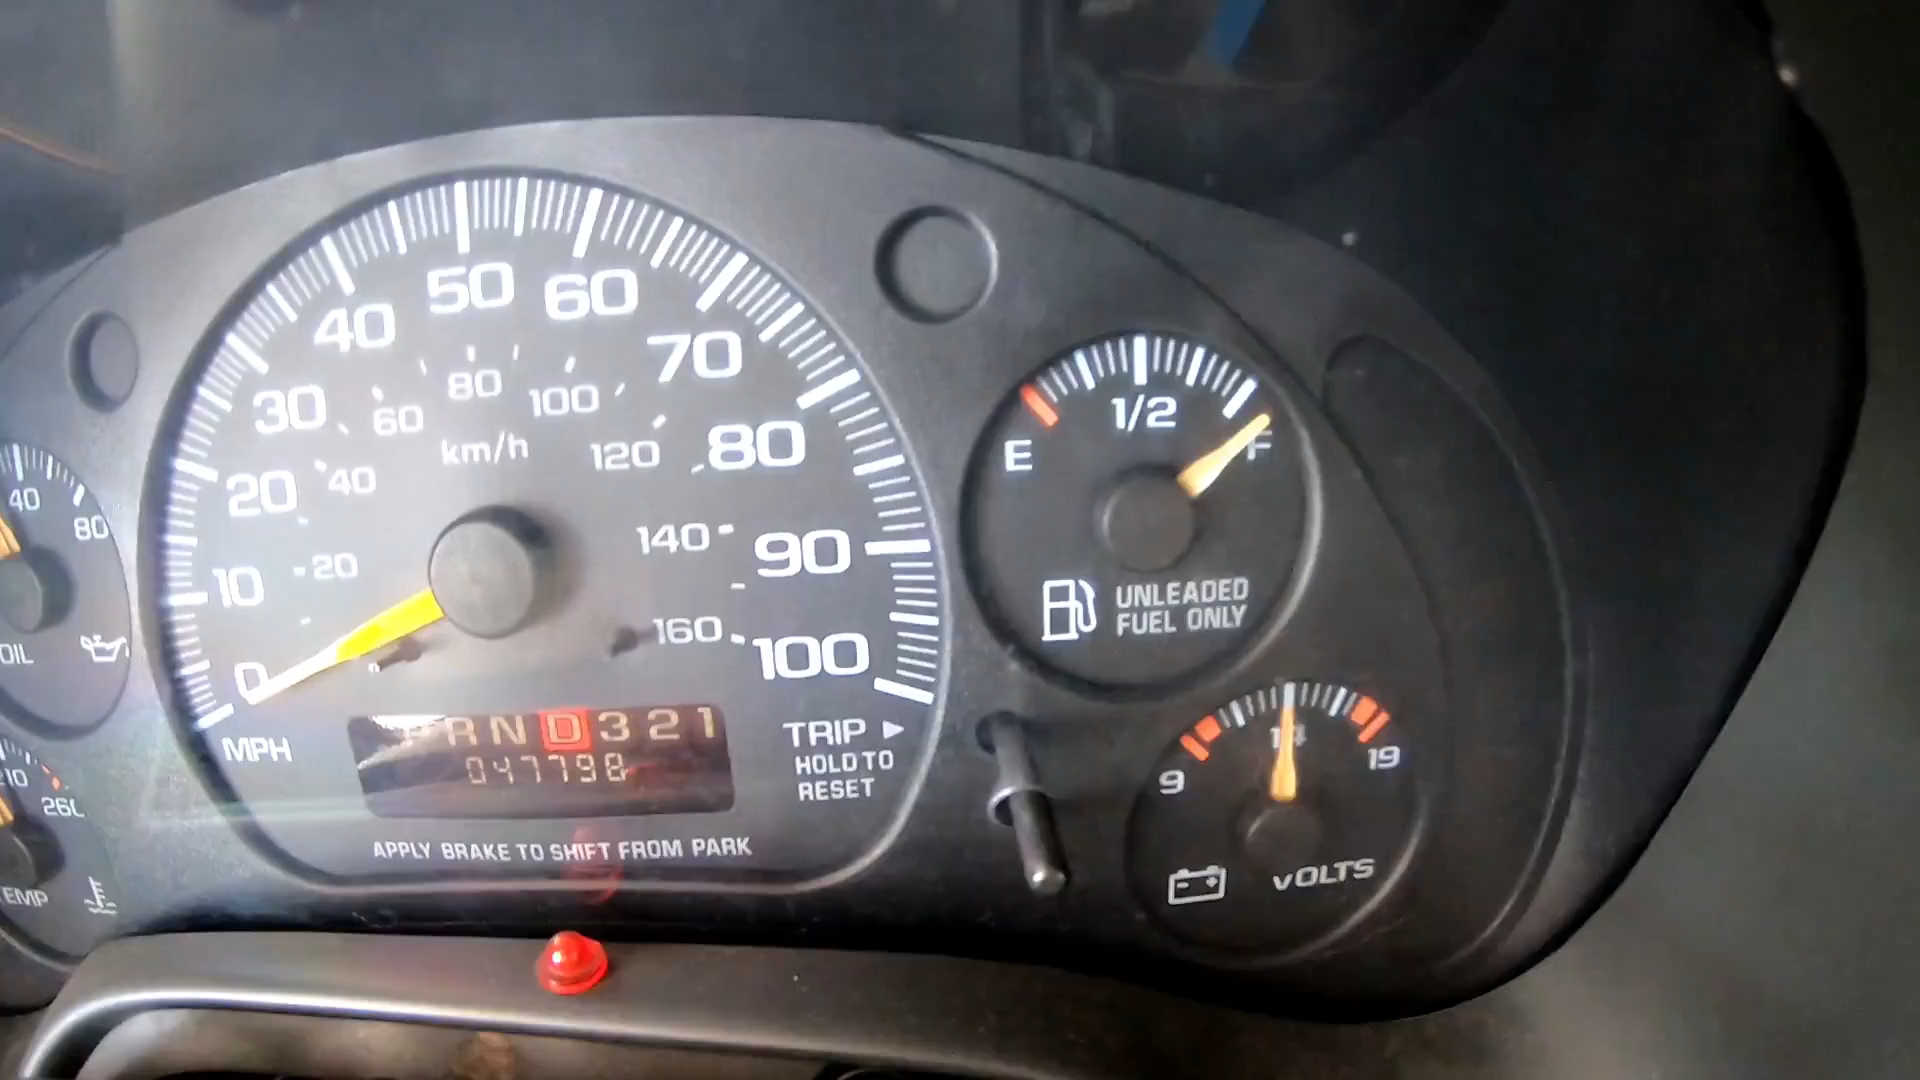 40
80
OIL
210
TEMP
0
10
20
30
40
50
60
70
80
90
100
20
40
60
80
100
120
140
160
km/h
MPH
R N D 3 2 1
047798
TRIP
HOLD TO
RESET
APPLY BRAKE TO SHIFT FROM PARK
E
1/2
F
UNLEADED
FUEL ONLY
9
14
19
VOLTS